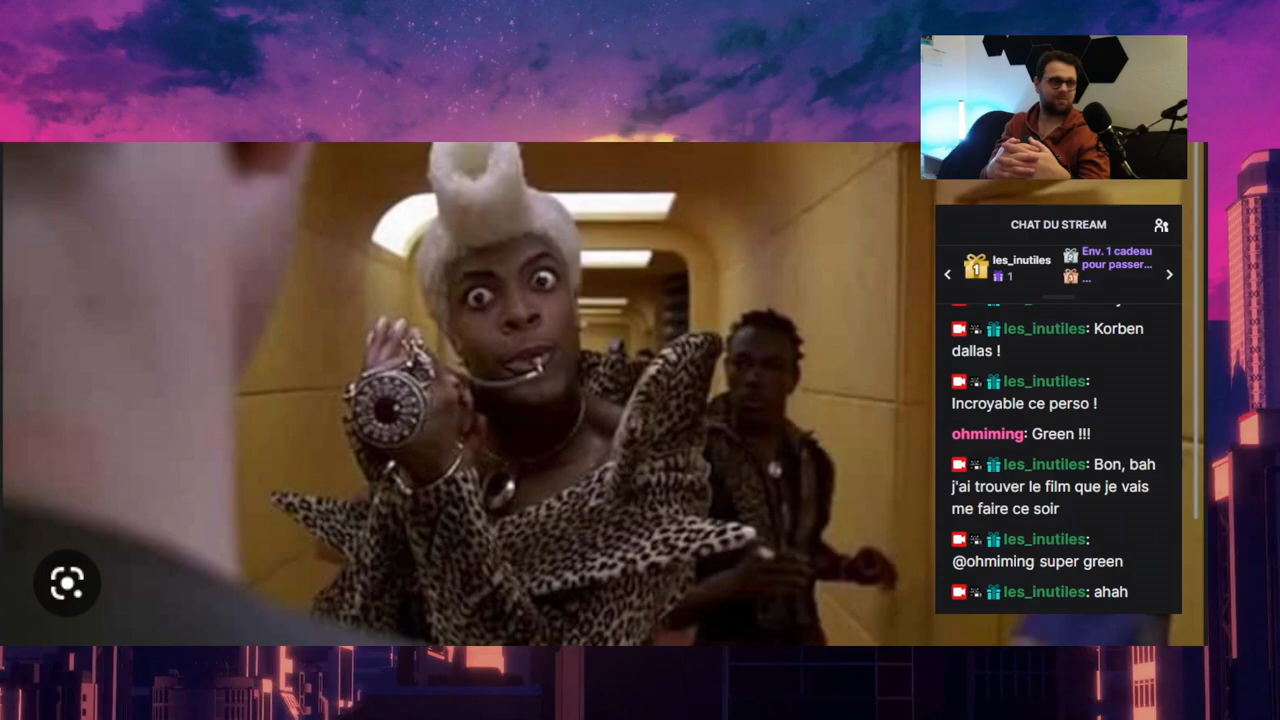 CHAT DU STREAM
1
les_inutiles
1
Env. 1 cadeau
pour passer...
...
les_inutiles: Korben
dallas !
les_inutiles:
Incroyable ce perso !
ohmiming: Green !!!
les_inutiles: Bon, bah
j'ai trouver le film que je vais
me faire ce soir
les_inutiles:
@ohmiming super green
les_inutiles: ahah